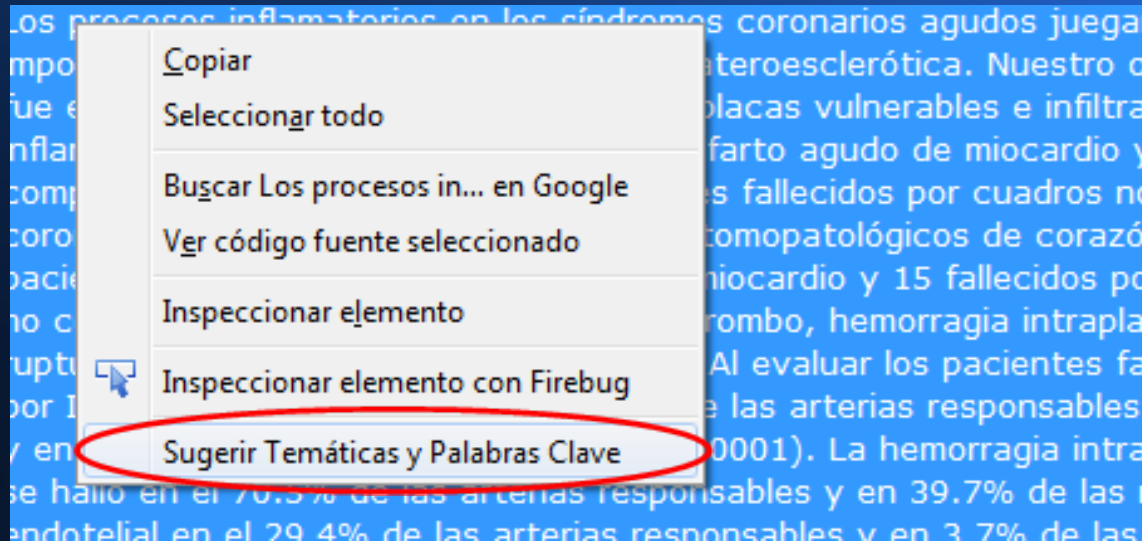 Los procesos inflamatorios en los síndromes coronarios agudos juega
Copiar
ateroesclerótica. Nuestro
Seleccionar todo
placas vulnerables e infiltra
farto agudo de miocardio y
Buscar Los procesos in... en Google
s fallecidos por cuadros no
Ver código fuente seleccionado
tomopatológicos de corazó
miocardio y 15 fallecidos po
Inspeccionar elemento
rombo, hemorragia intrapla
Inspeccionar elemento con Firebug
Al evaluar los pacientes fa
por I
e las arterias responsables
y en
Sugerir Temáticas y Palabras Clave
0001). La hemorragia intra
se halló en el 70.5% de las arterias responsables y en 39.7% de las
endotelial en el 29.4% de las arterias responsables y en 3.7% de las